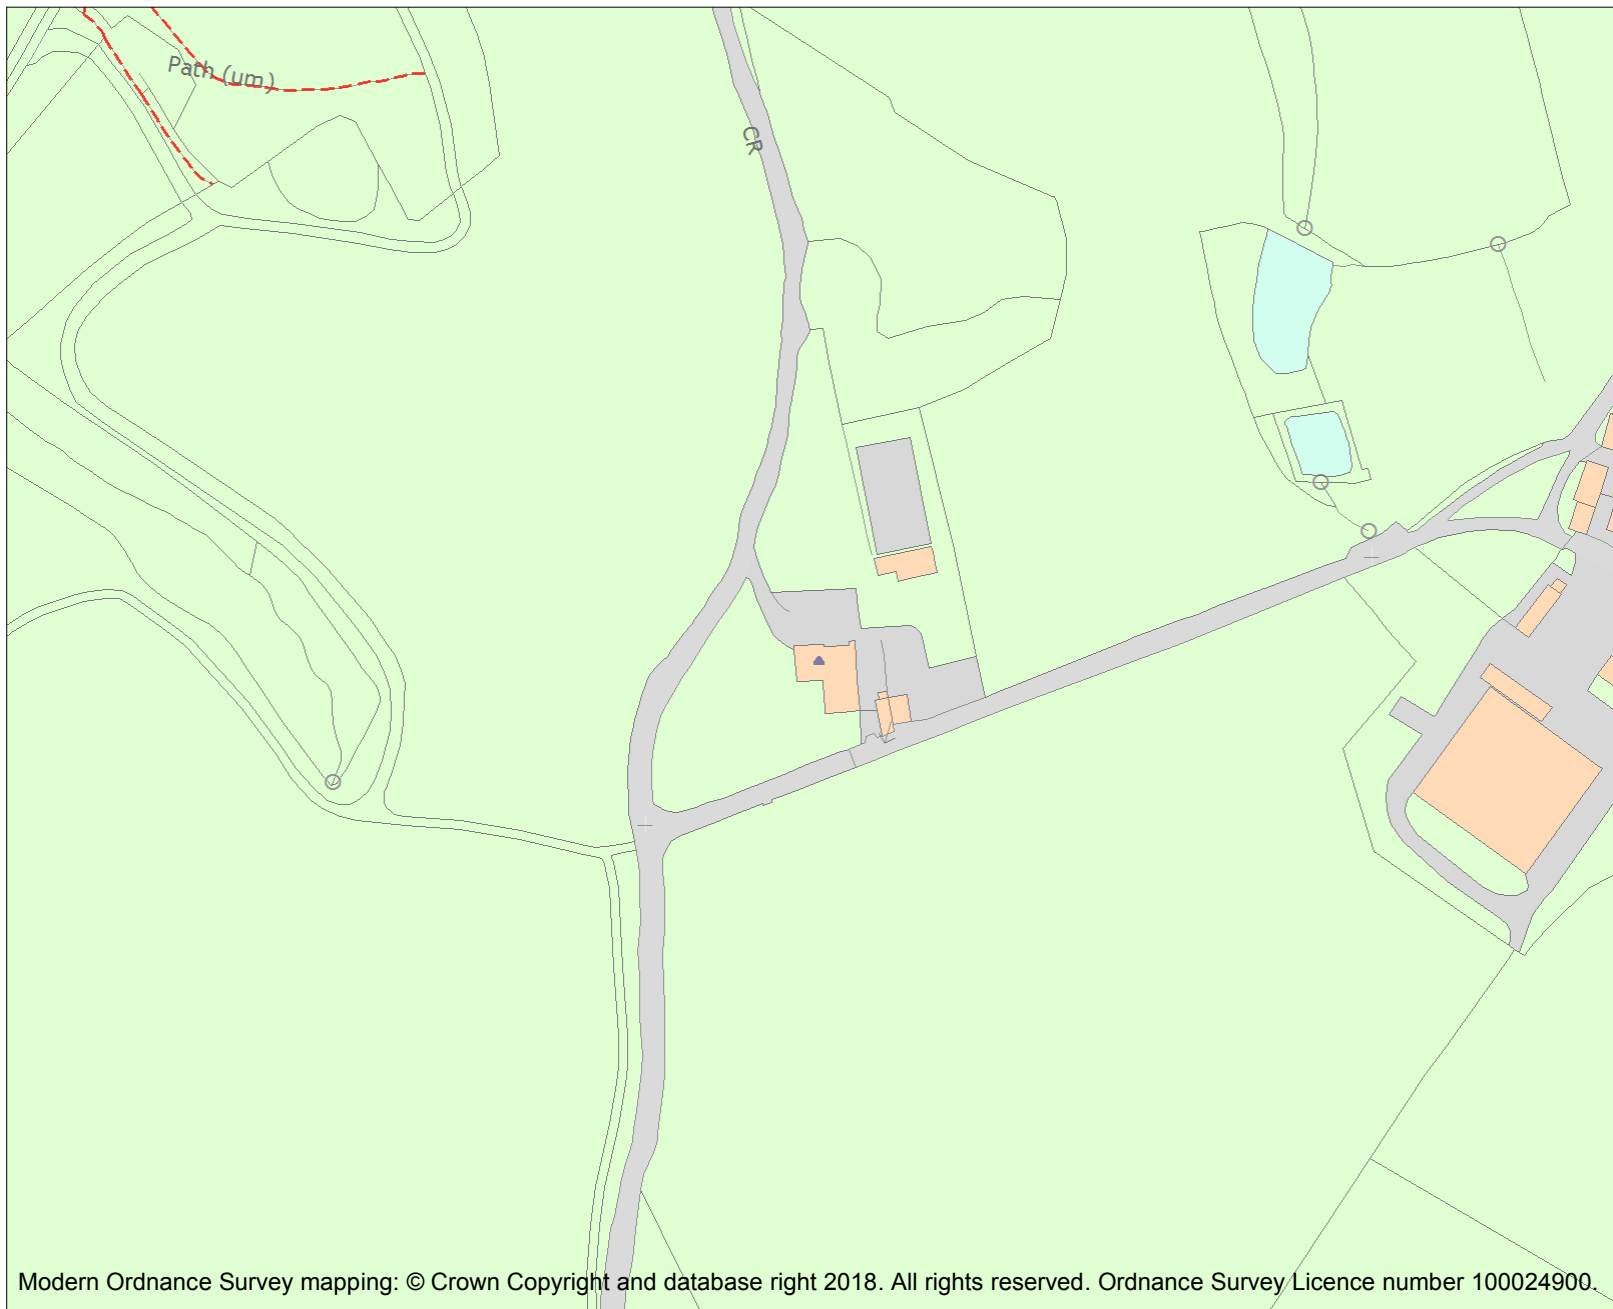 Path (um)
CR
Modern Ordnance Survey mapping: © Crown Copyright and database right 2018. All rights reserved. Ordnance Survey Licence number 100024900.